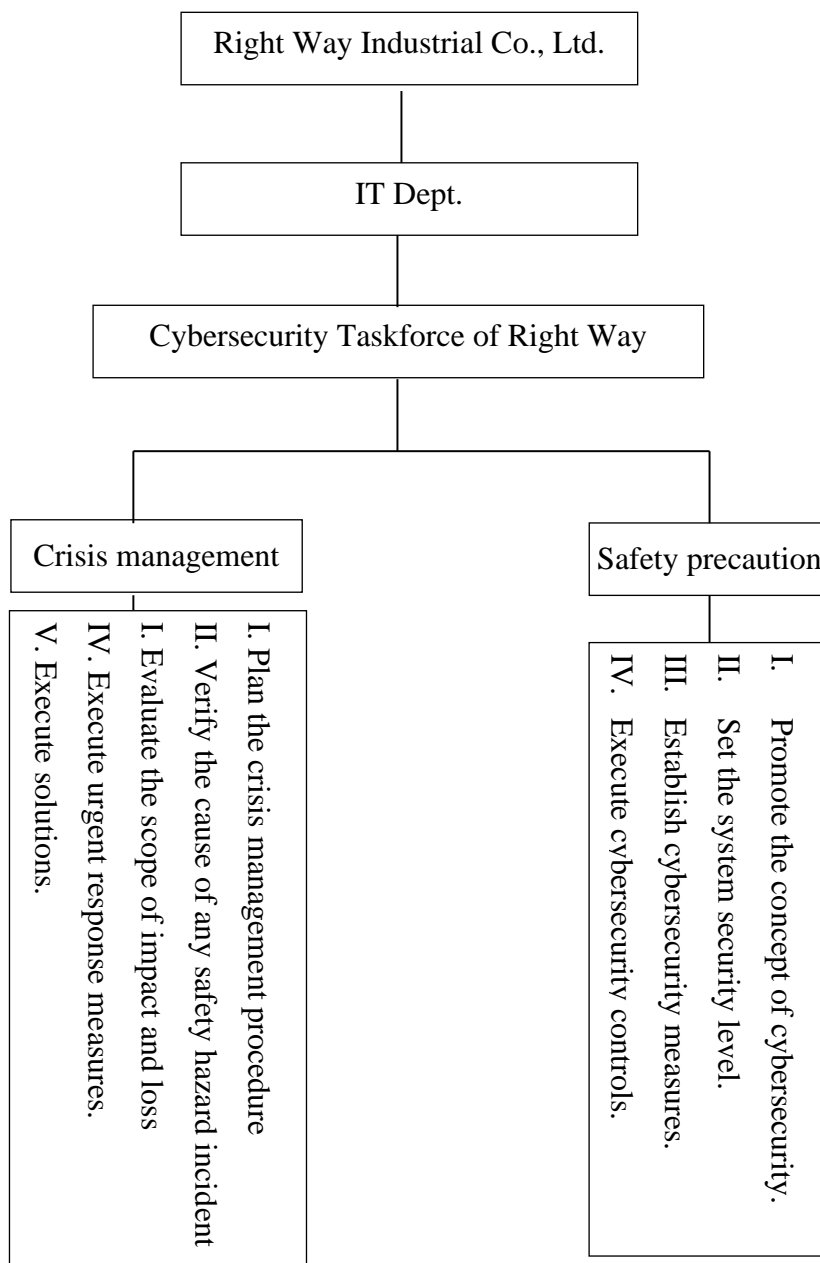 Right Way Industrial Co., Ltd.
IT Dept.
Cybersecurity Taskforce of Right Way
Crisis management
I. Plan the crisis management procedure
II. Verify the cause of any safety hazard incident
I. Evaluate the scope of impact and loss
IV. Execute urgent response measures.
V. Execute solutions.
Safety precaution
I. Promote the concept of cybersecurity.
II. Set the system security level.
III. Establish cybersecurity measures.
IV. Execute cybersecurity controls.